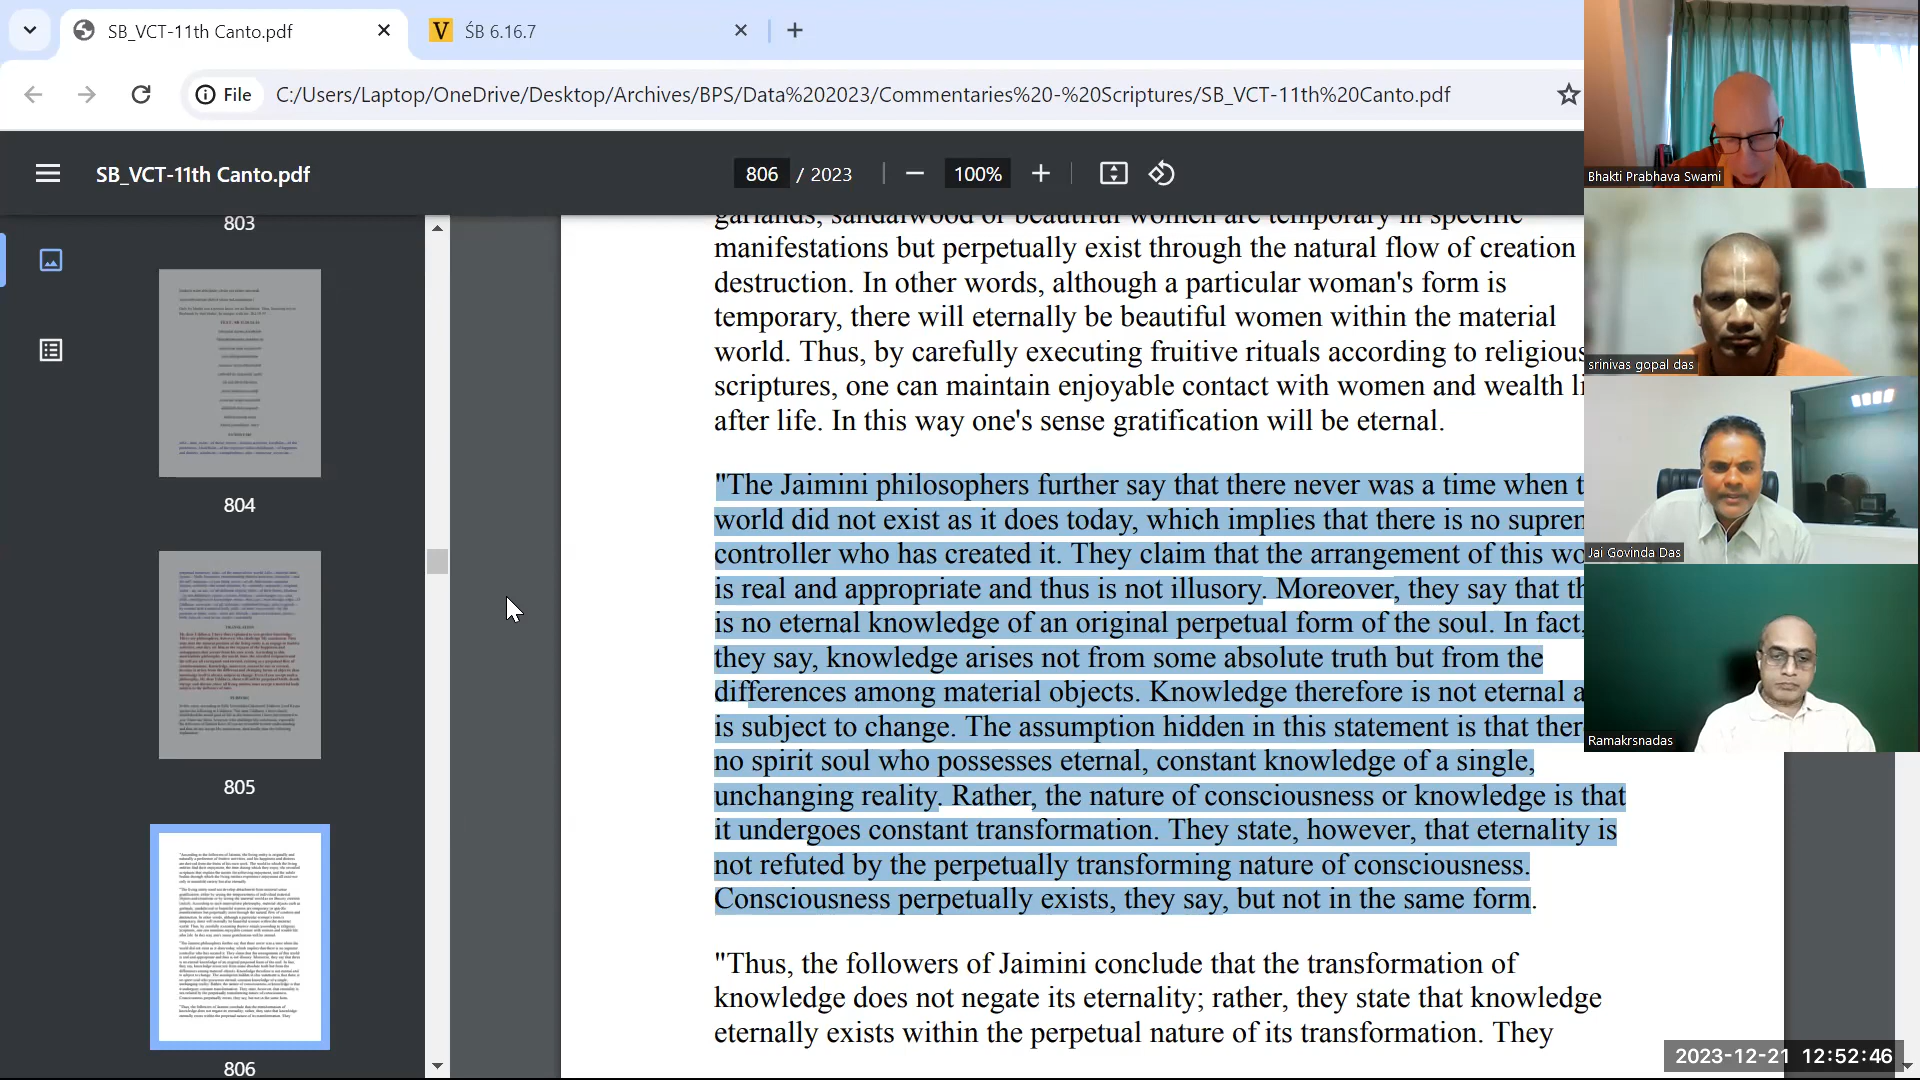 SB_VCT-11th Canto.pdf
V ŚB 6.16.7
File C:/Users/Laptop/OneDrive/Desktop/Archives/BPS/Data%202023/Commentaries%20-%20Scriptures/SB_VCT-11th%20Canto.pdf
SB_VCT-11th Canto.pdf
806 / 2023
100%
803
804
805
806
garlands, sandalwood or beautiful women are temporary in specific
manifestations but perpetually exist through the natural flow of creation
destruction. In other words, although a particular woman's form is
temporary, there will eternally be beautiful women within the material
world. Thus, by carefully executing fruitive rituals according to religious
scriptures, one can maintain enjoyable contact with women and wealth li
after life. In this way one's sense gratification will be eternal.
"The Jaimini philosophers further say that there never was a time when t
world did not exist as it does today, which implies that there is no suprem
controller who has created it. They claim that the arrangement of this wo
is real and appropriate and thus is not illusory. Moreover, they say that th
is no eternal knowledge of an original perpetual form of the soul. In fact,
they say, knowledge arises not from some absolute truth but from the
differences among material objects. Knowledge therefore is not eternal a
is subject to change. The assumption hidden in this statement is that ther
no spirit soul who possesses eternal, constant knowledge of a single,
unchanging reality. Rather, the nature of consciousness or knowledge is that
it undergoes constant transformation. They state, however, that eternality is
not refuted by the perpetually transforming nature of consciousness.
Consciousness perpetually exists, they say, but not in the same form.
"Thus, the followers of Jaimini conclude that the transformation of
knowledge does not negate its eternality; rather, they state that knowledge
eternally exists within the perpetual nature of its transformation. They
Bhakti Prabhava Swami
srinivas gopal das
Jai Govinda Das
Ramakrsnadas
2023-12-21 12:52:46